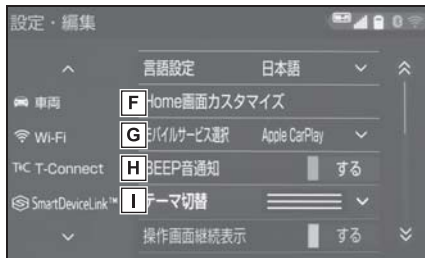 設定・編集
言語設定 日本語
車両
F Home画面カスタマイズ
Wi-Fi
G モバイルサービス選択 Apple CarPlay
T-Connect
H BEEP音通知 する
SmartDeviceLink™
I テーマ切替
操作画面継続表示 する